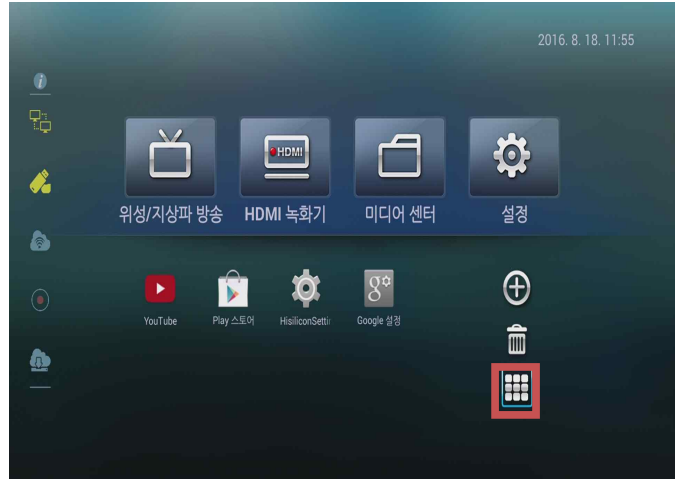 2016. 8. 18. 11:55
i
HDMI
위성/지상파 방송
HDMI 녹화기
미디어 센터
설정
g
YouTube
Play 스토어
HisiliconSettin
Google 설정